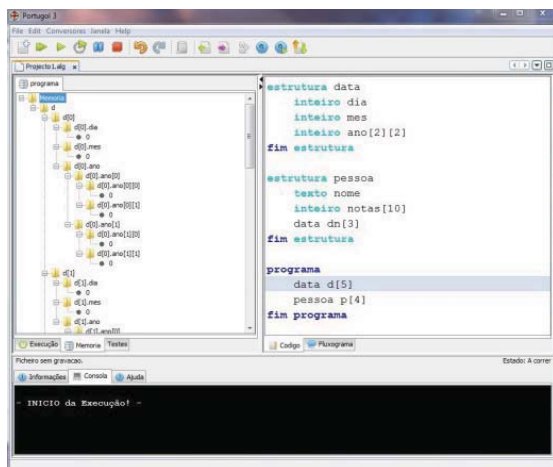 Portugol 3
File Edit Conversores Janela Help
Projecto1.alg
programa
Memoria
d
d[0]
d[0].dia
0
d[0].mes
0
d[0].ano
d[0].ano[0]
d[0].ano[0][0]
0
d[0].ano[0][1]
0
d[0].ano[1]
d[0].ano[1][0]
0
d[0].ano[1][1]
0
d[1]
d[1].dia
0
d[1].mes
0
d[1].ano
d[1].ano[0]
Execução Memoria Testes
estrutura data
inteiro dia
inteiro mes
inteiro ano[2][2]
fim estrutura
estrutura pessoa
texto nome
inteiro notas[10]
data dn[3]
fim estrutura
programa
data d[5]
pessoa p[4]
fim programa
Codigo Fluxograma
Ficheiro sem gravacao. Estado: A correr
Informações Consola Ajuda
- INICIO da Execução! -